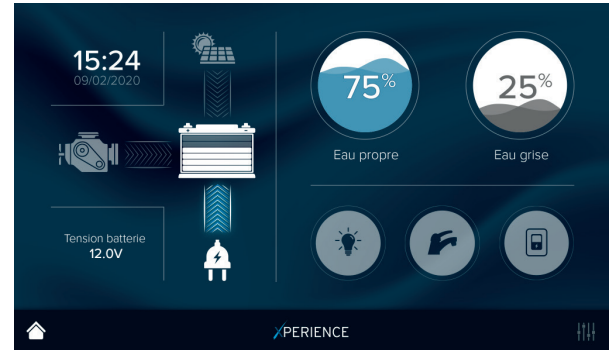 15:24
09/02/2020
75%
25%
Eau propre
Eau grise
Tension batterie
12.0V
XPERIENCE